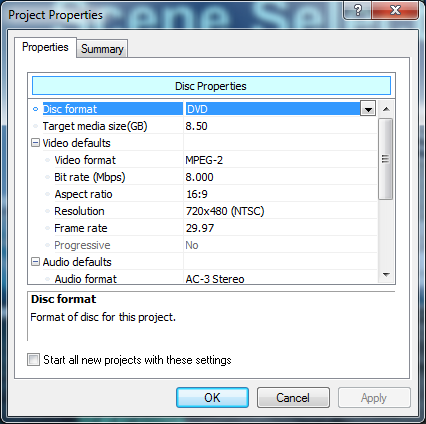 Scene Selec
Project Properties
Properties Summary
Disc Properties
Disc format DVD
Target media size(GB) 8.50
Video defaults
Video format MPEG-2
Bit rate (Mbps) 8.000
Aspect ratio 16:9
Resolution 720x480 (NTSC)
Frame rate 29.97
Progressive No
Audio defaults
Audio format AC-3 Stereo
Disc format
Format of disc for this project.
Start all new projects with these settings
OK Cancel Apply